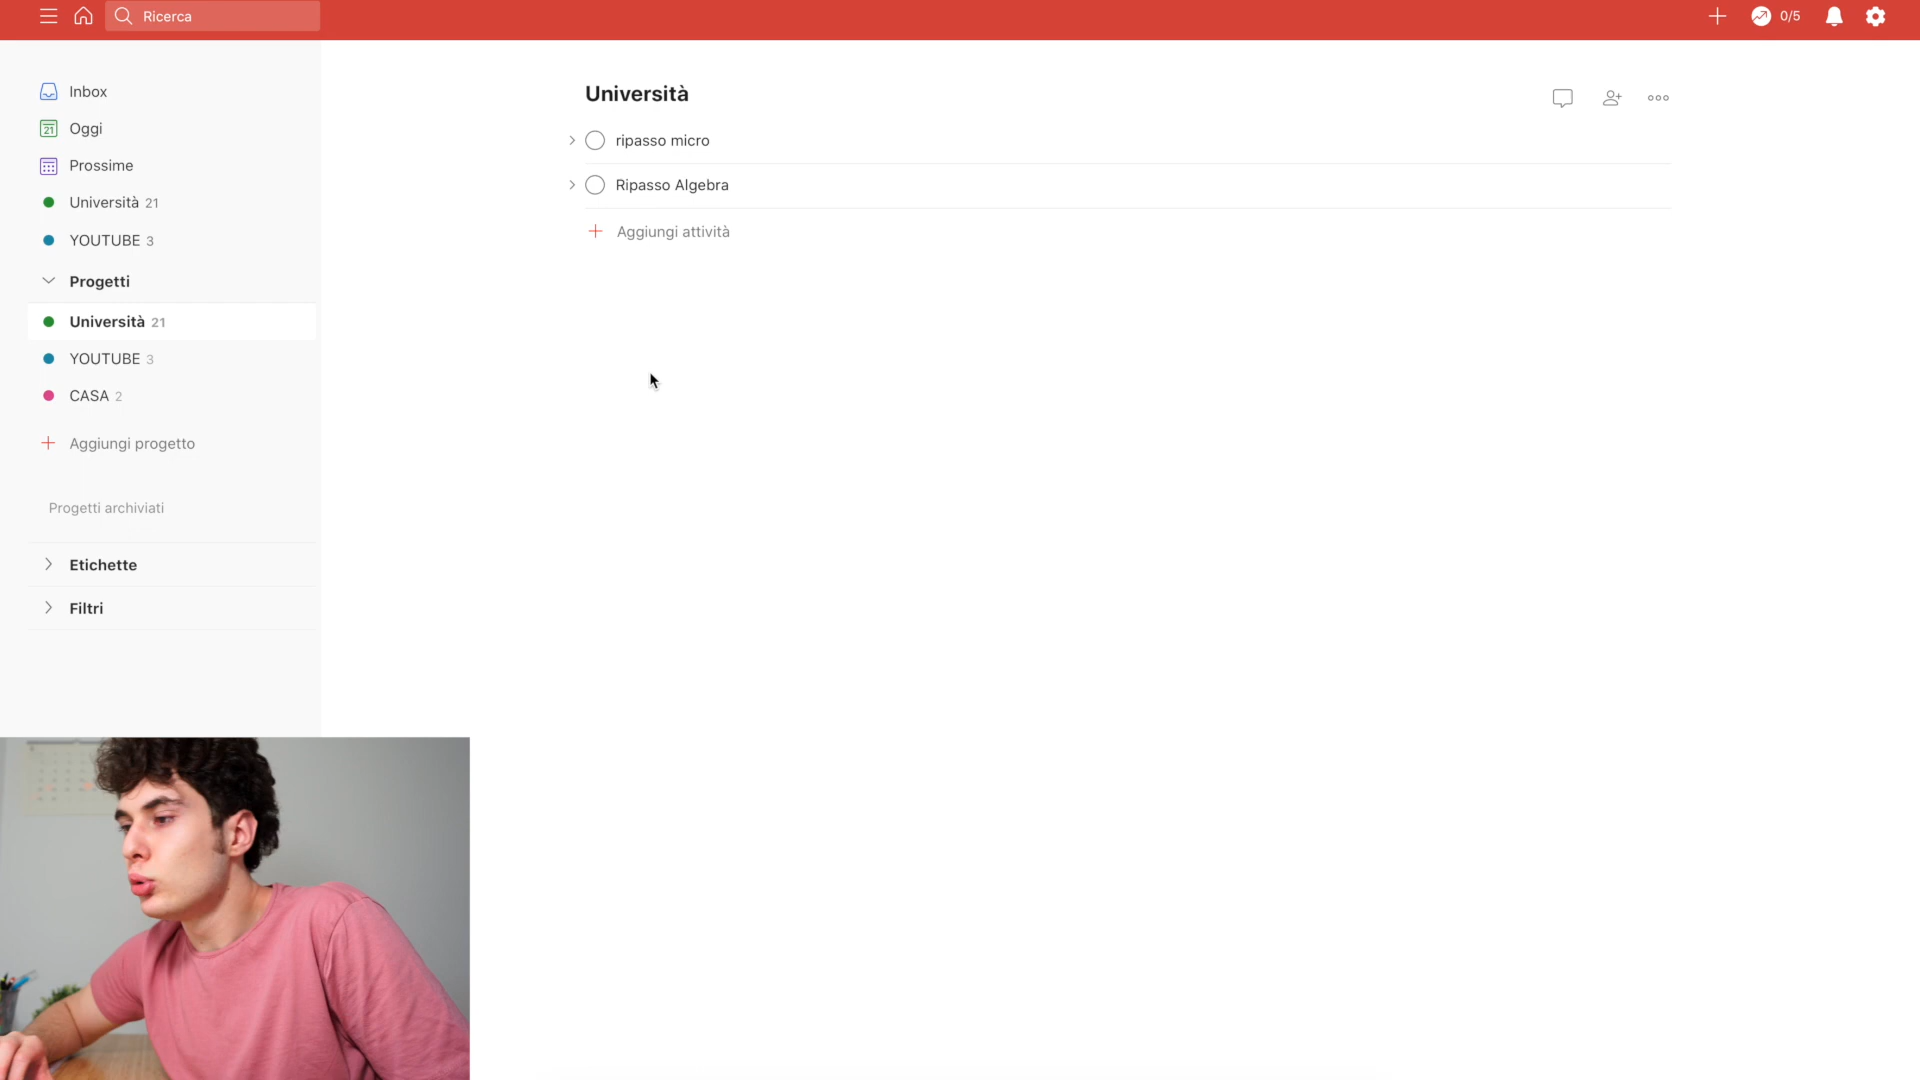 Ricerca
0/5
Inbox
21
Oggi
Prossime
Università 21
YOUTUBE 3
Progetti
Università 21
YOUTUBE 3
CASA 2
Aggiungi progetto
Progetti archiviati
Etichette
Filtri
Università
ripasso micro
Ripasso Algebra
Aggiungi attività